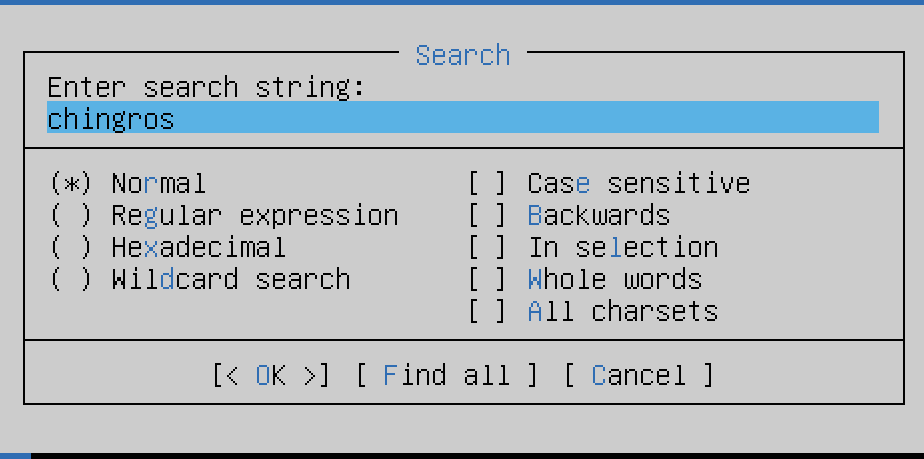 Search
Enter search string:
chingros
(*) Normal [ ] Case sensitive
( ) Regular expression [ ] Backwards
( ) Hexadecimal [ ] In selection
( ) Wildcard search [ ] Whole words
[ ] All charsets
[< OK >] [ Find all ] [ Cancel ]